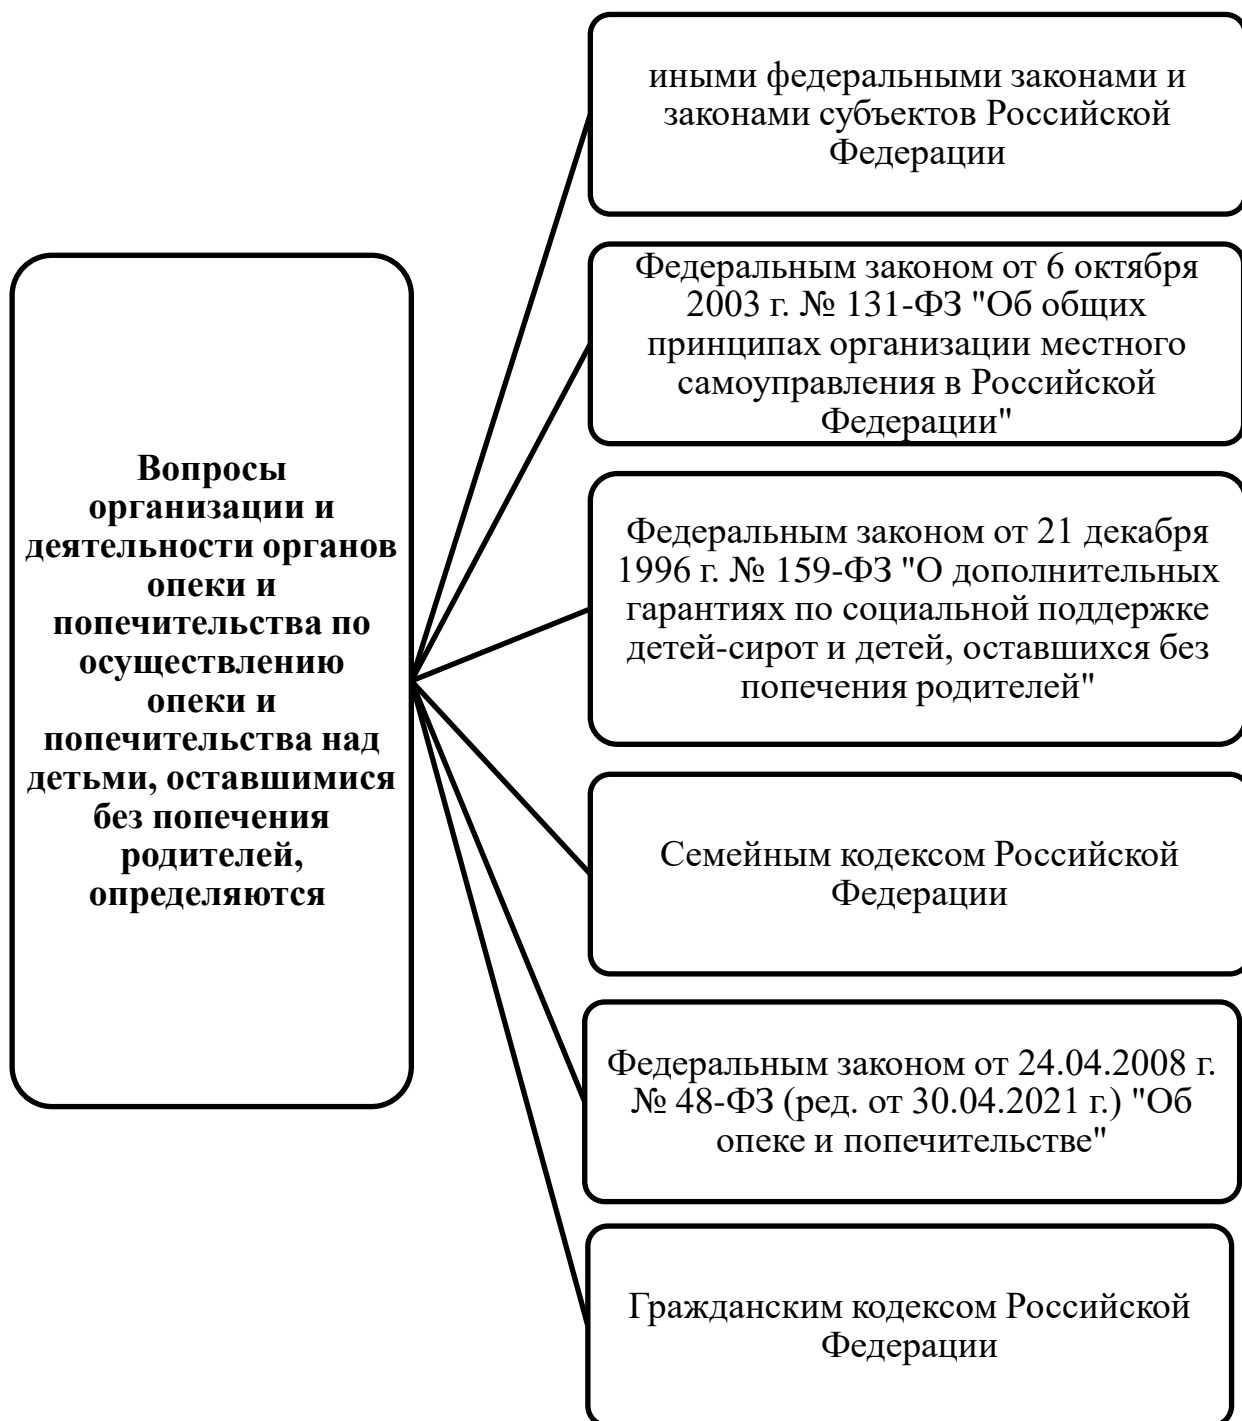 Вопросы
организации и
деятельности органов
опеки и
попечительства по
осуществлению
опеки и
попечительства над
детьми, оставшимися
без попечения
родителей,
определяются
иными федеральными законами и
законами субъектов Российской
Федерации
Федеральным законом от 6 октября
2003 г. № 131-ФЗ "Об общих
принципах организации местного
самоуправления в Российской
Федерации"
Федеральным законом от 21 декабря
1996 г. № 159-ФЗ "О дополнительных
гарантиях по социальной поддержке
детей-сирот и детей, оставшихся без
попечения родителей"
Семейным кодексом Российской
Федерации
Федеральным законом от 24.04.2008 г.
№ 48-ФЗ (ред. от 30.04.2021 г.) "Об
опеке и попечительстве"
Гражданским кодексом Российской
Федерации